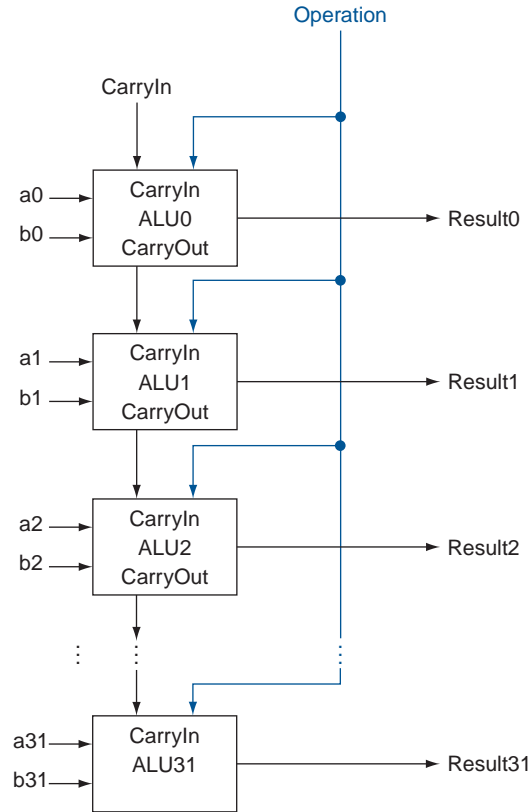 Operation
CarryIn
a0
b0
CarryIn
ALU0
CarryOut
Result0
a1
b1
CarryIn
ALU1
CarryOut
Result1
a2
b2
CarryIn
ALU2
CarryOut
Result2
a31
b31
CarryIn
ALU31
Result31